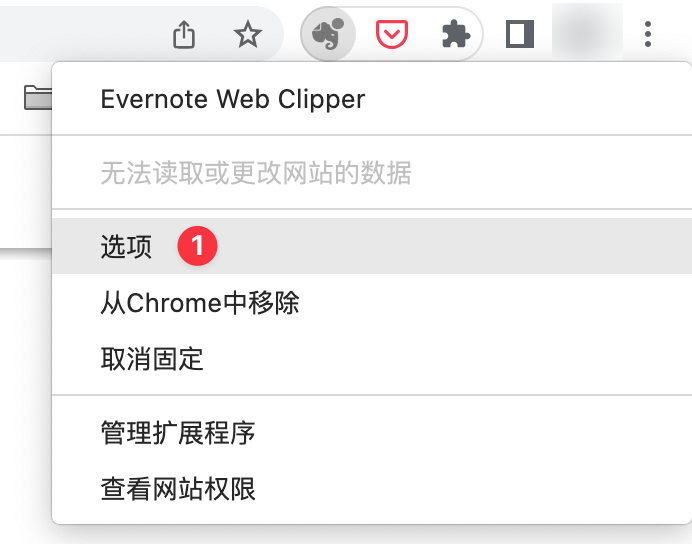 Evernote Web Clipper
无法读取或更改网站的数据
选项 1
从Chrome中移除
取消固定
管理扩展程序
查看网站权限